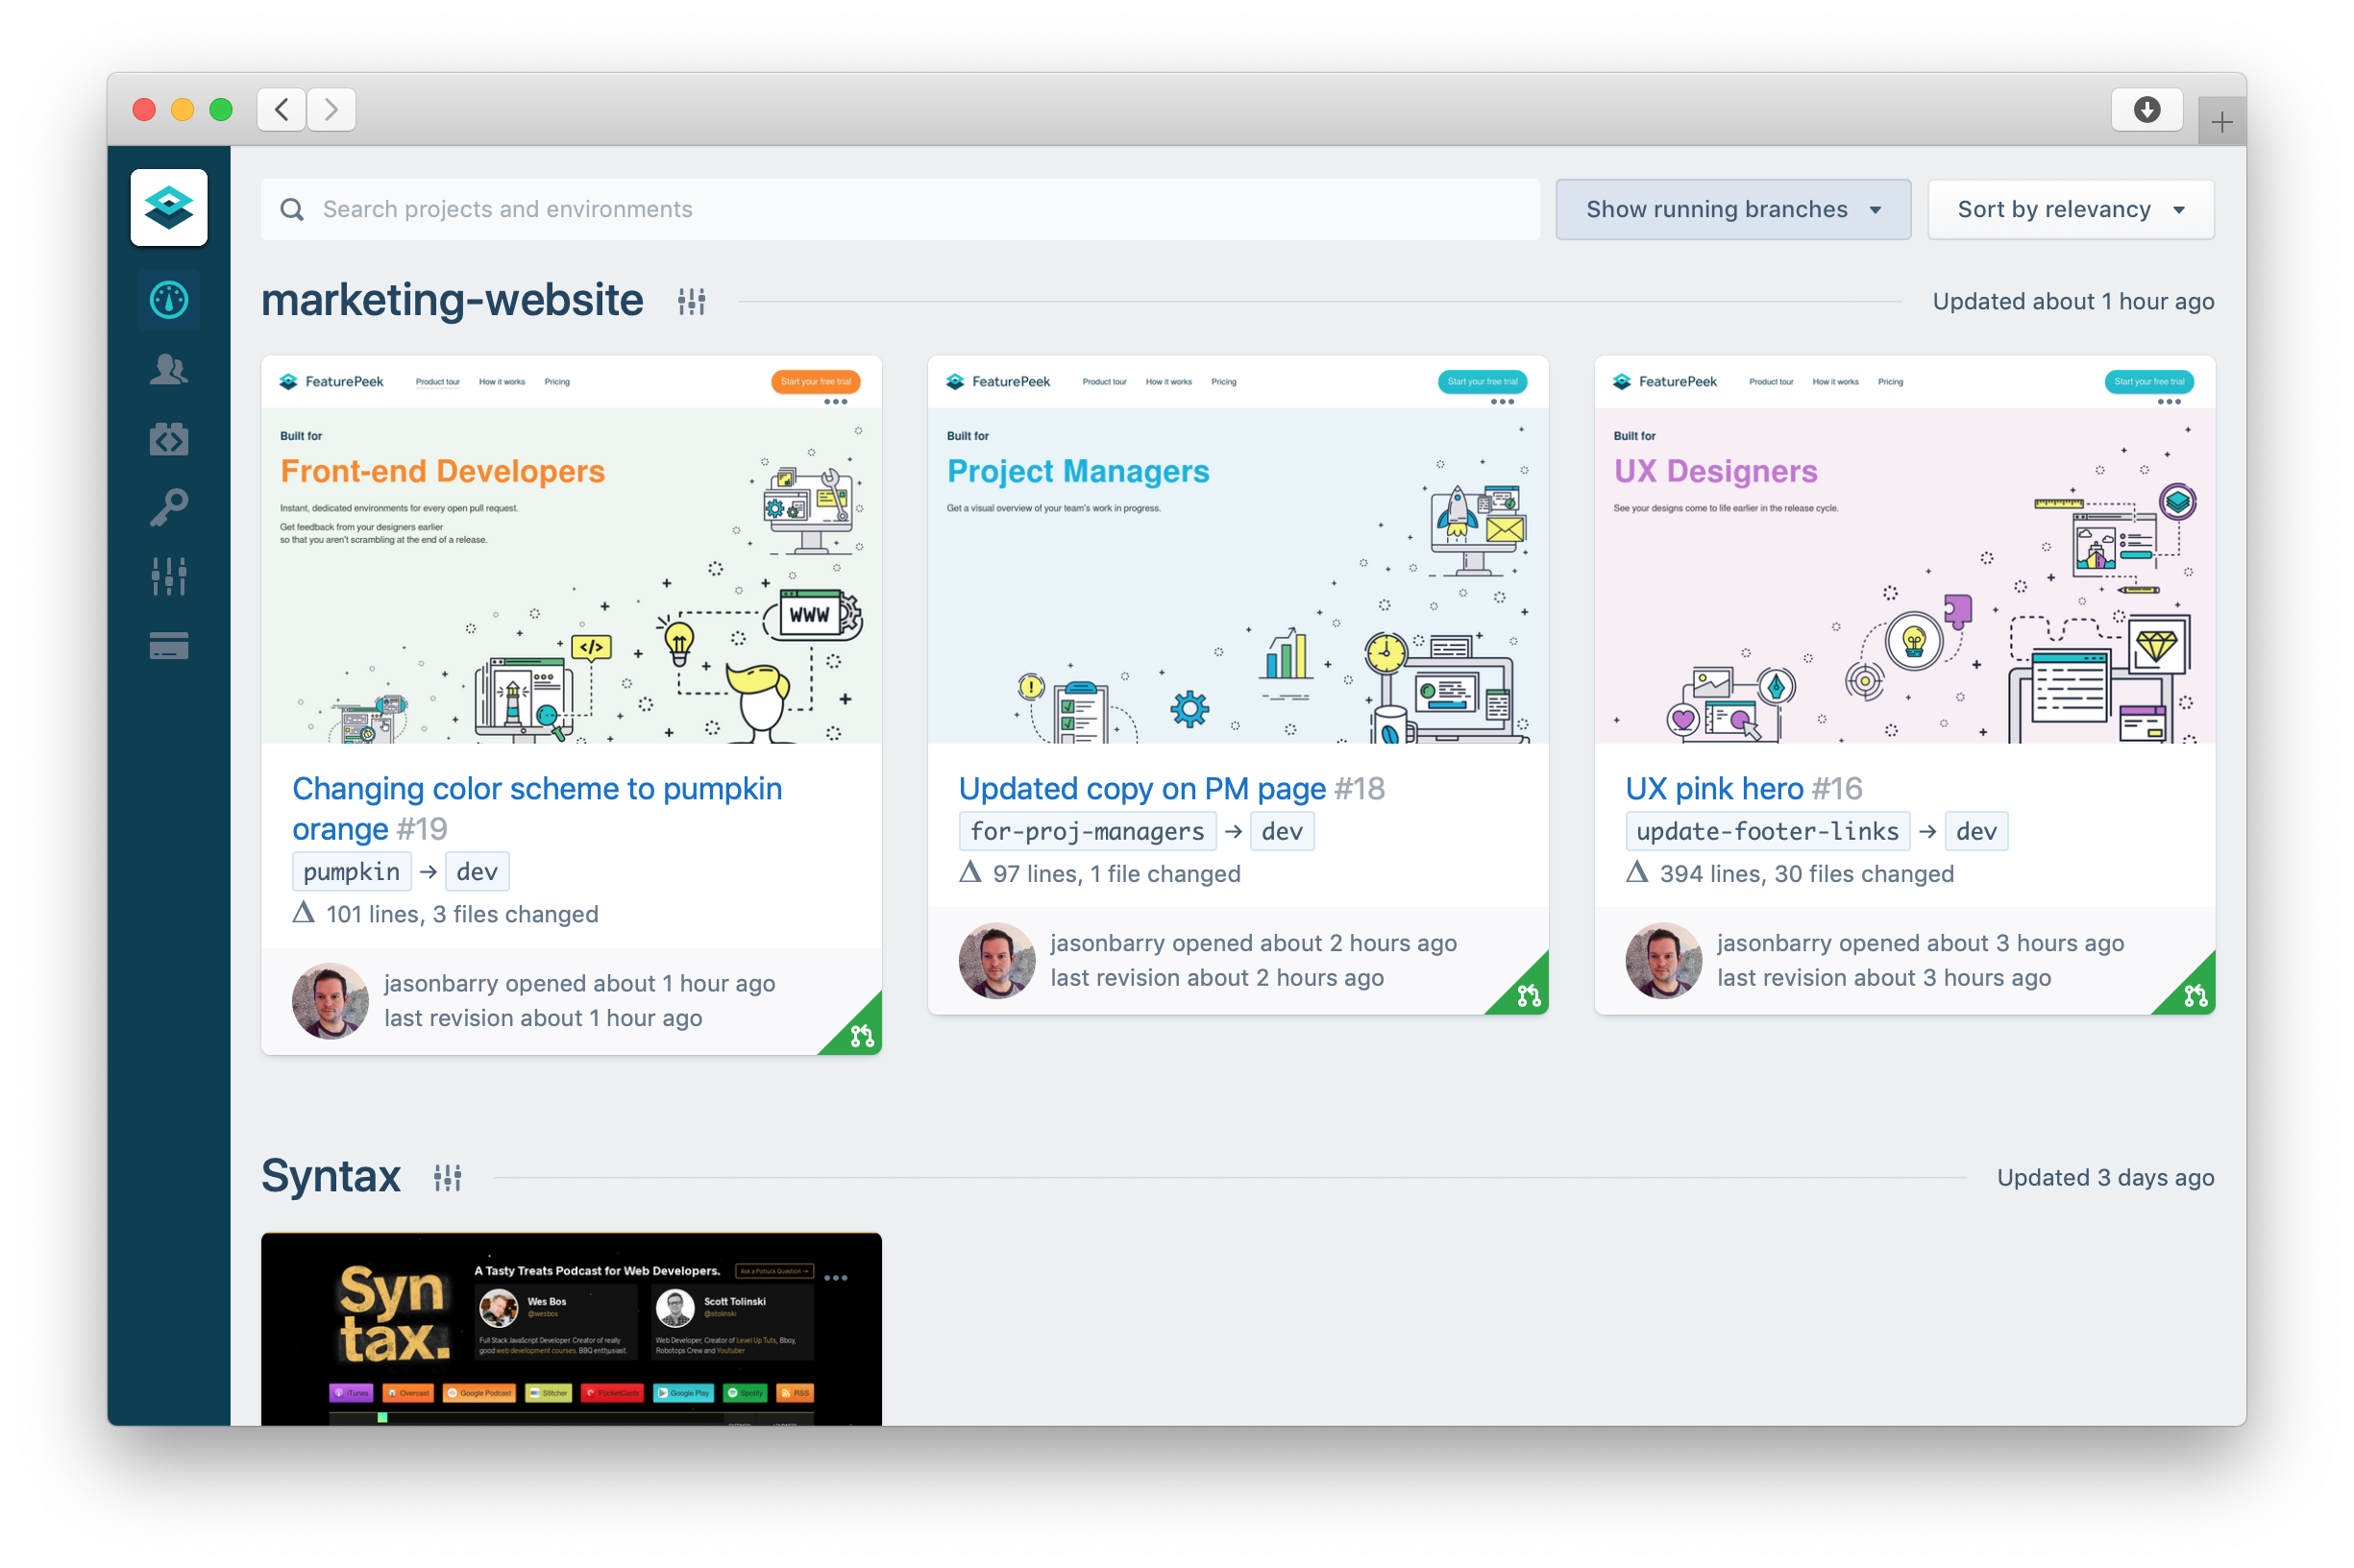 Search projects and environments
Show running branches
Sort by relevancy
marketing-website
Updated about 1 hour ago
FeaturePeek Product tour How it works Pricing Start your free trial
Built for
Front-end Developers
Instant, dedicated environments for every open pull request.
Get feedback from your designers earlier
so that you aren't scrambling at the end of a release.
</>
WWW
Changing color scheme to pumpkin
orange #19
pumpkin → dev
101 lines, 3 files changed
jasonbarry opened about 1 hour ago
last revision about 1 hour ago
FeaturePeek Product tour How it works Pricing Start your free trial
Built for
Project Managers
Get a visual overview of your team's work in progress.
Updated copy on PM page #18
for-proj-managers → dev
97 lines, 1 file changed
jasonbarry opened about 2 hours ago
last revision about 2 hours ago
FeaturePeek Product tour How it works Pricing Start your free trial
Built for
UX Designers
See your designs come to life earlier in the release cycle.
UX pink hero #16
update-footer-links → dev
394 lines, 30 files changed
jasonbarry opened about 3 hours ago
last revision about 3 hours ago
Syntax
Updated 3 days ago
Syn
tax.
A Tasty Treats Podcast for Web Developers.
Ask a Potluck Question →
Wes Bos
@wesbos
Full Stack JavaScript Developer. Creator of really
good web development courses. BBQ enthusiast.
Scott Tolinski
@stolinski
Web Developer, Creator of Level Up Tuts, Bboy,
Robotops Crew and Youtuber
iTunes Overcast Google Podcast Stitcher PocketCasts Google Play Spotify RSS